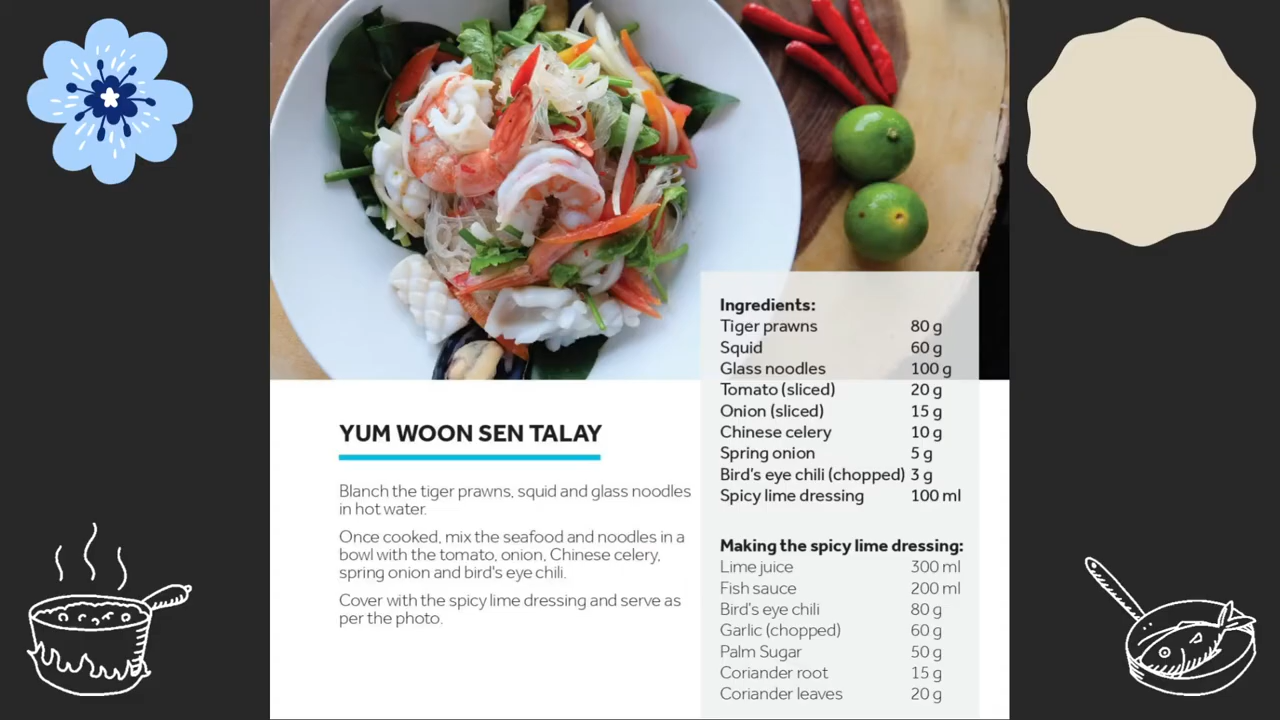 YUM WOON SEN TALAY
Blanch the tiger prawns, squid and glass noodles
in hot water.
Once cooked, mix the seafood and noodles in a
bowl with the tomato, onion, Chinese celery,
spring onion and bird's eye chili.
Cover with the spicy lime dressing and serve as
per the photo.
Ingredients:
Tiger prawns 80 g
Squid 60 g
Glass noodles 100 g
Tomato (sliced) 20 g
Onion (sliced) 15 g
Chinese celery 10 g
Spring onion 5 g
Bird's eye chili (chopped) 3 g
Spicy lime dressing 100 ml
Making the spicy lime dressing:
Lime juice 300 ml
Fish sauce 200 ml
Bird's eye chili 80 g
Garlic (chopped) 60 g
Palm Sugar 50 g
Coriander root 15 g
Coriander leaves 20 g